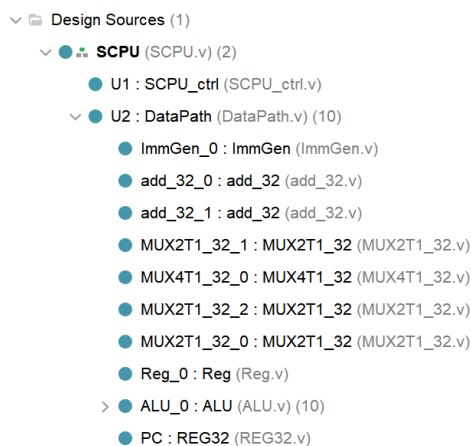 Design Sources (1)
SCPU (SCPU.v) (2)
U1 : SCPU_ctrl (SCPU_ctrl.v)
U2 : DataPath (DataPath.v) (10)
ImmGen_0 : ImmGen (ImmGen.v)
add_32_0 : add_32 (add_32.v)
add_32_1 : add_32 (add_32.v)
MUX2T1_32_1 : MUX2T1_32 (MUX2T1_32.v)
MUX4T1_32_0 : MUX4T1_32 (MUX4T1_32.v)
MUX2T1_32_2 : MUX2T1_32 (MUX2T1_32.v)
MUX2T1_32_0 : MUX2T1_32 (MUX2T1_32.v)
Reg_0 : Reg (Reg.v)
ALU_0 : ALU (ALU.v) (10)
PC : REG32 (REG32.v)